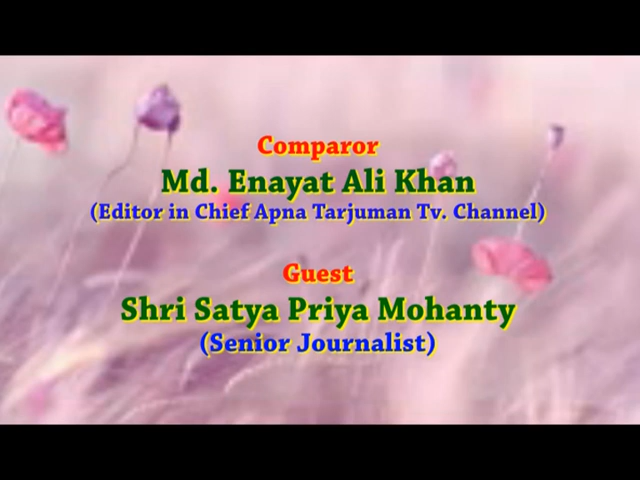 Comparor
Md. Enayat Ali Khan
(Editor in Chief Apna Tarjuman Tv. Channel)
Guest
Shri Satya Priya Mohanty
(Senior Journalist)